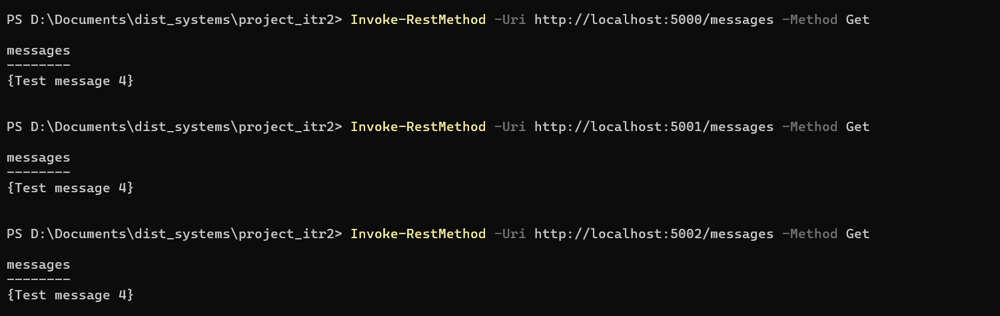 PS D:\Documents\dist_systems\project_itr2> Invoke-RestMethod -Uri http://localhost:5000/messages -Method Get
messages
--------
{Test message 4}
PS D:\Documents\dist_systems\project_itr2> Invoke-RestMethod -Uri http://localhost:5001/messages -Method Get
messages
--------
{Test message 4}
PS D:\Documents\dist_systems\project_itr2> Invoke-RestMethod -Uri http://localhost:5002/messages -Method Get
messages
--------
{Test message 4}